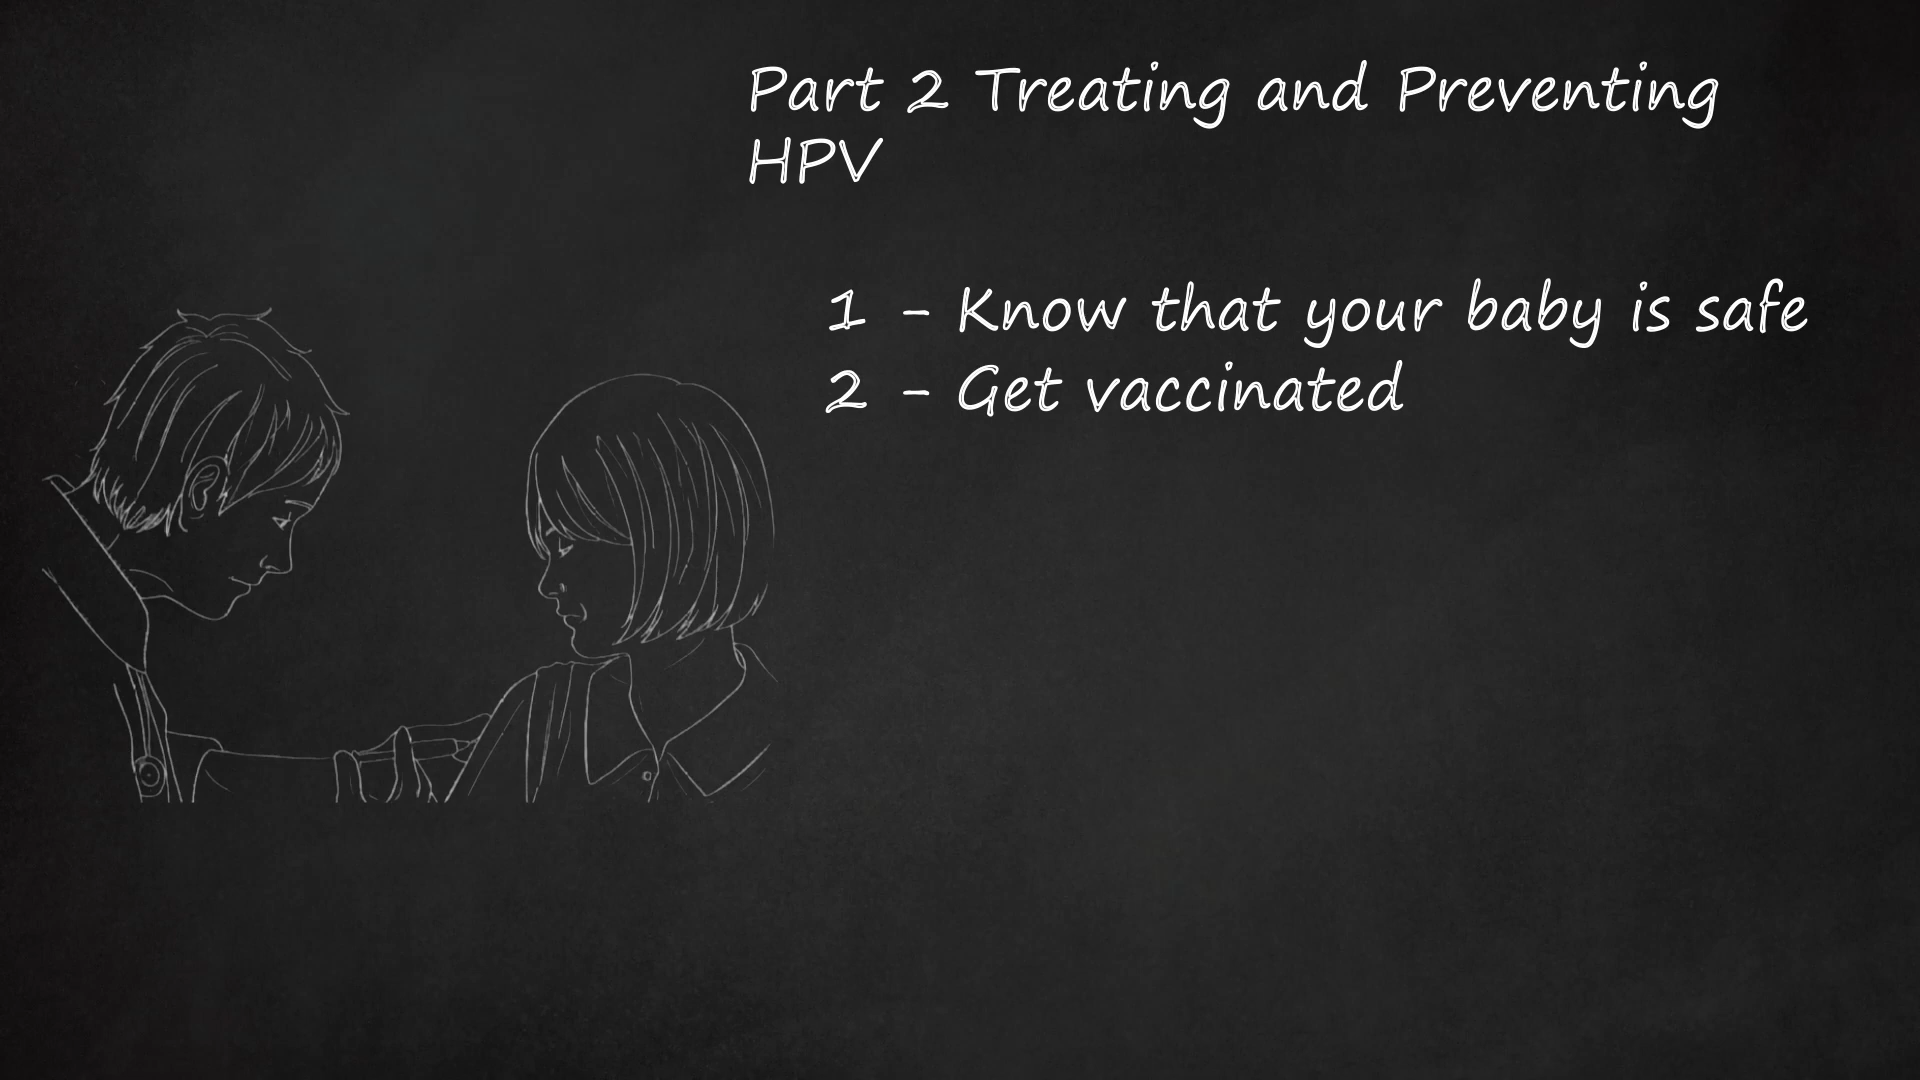 Part 2 Treating and Preventing
HPV
1 - Know that your baby is safe
2 - Get vaccinated